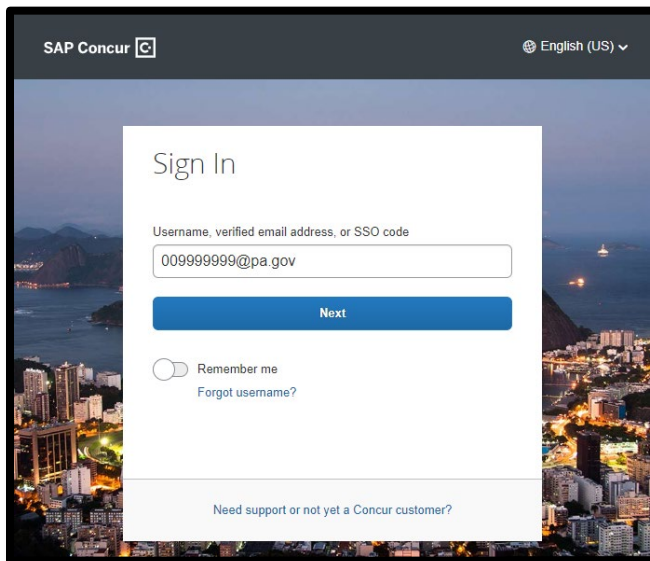 SAP Concur C
English (US)
Sign In
Username, verified email address, or SSO code
009999999@pa.gov
Next
Remember me
Forgot username?
Need support or not yet a Concur customer?